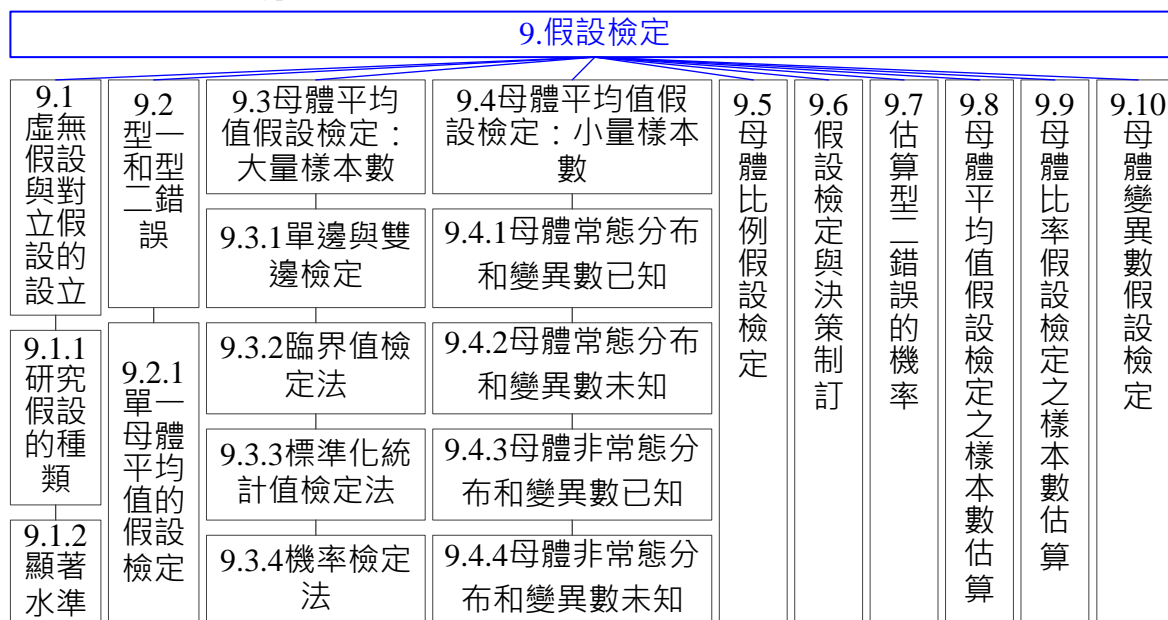 9.假設檢定
9.1
虛無
假設
與對
立假
設的
設立
9.1.1
研究
假設
的種
類
9.1.2
顯著
水準
9.2
型一
和型
二錯
誤
9.2.1
單一
母體
平均
值的
假設
檢定
9.3母體平均
值假設檢定：
大量樣本數
9.3.1單邊與雙
邊檢定
9.3.2臨界值檢
定法
9.3.3標準化統
計值檢定法
9.3.4機率檢定
法
9.4母體平均值假
設檢定：小量樣本
數
9.4.1母體常態分布
和變異數已知
9.4.2母體常態分布
和變異數未知
9.4.3母體非常態分
布和變異數已知
9.4.4母體非常態分
布和變異數未知
9.5
母體比例假設檢定
9.6
假設檢定與決策制訂
9.7
估算型二錯誤的機率
9.8
母體平均值假設檢定之樣本數估算
9.9
母體比率假設檢定之樣本數估算
9.10
母體變異數假設檢定